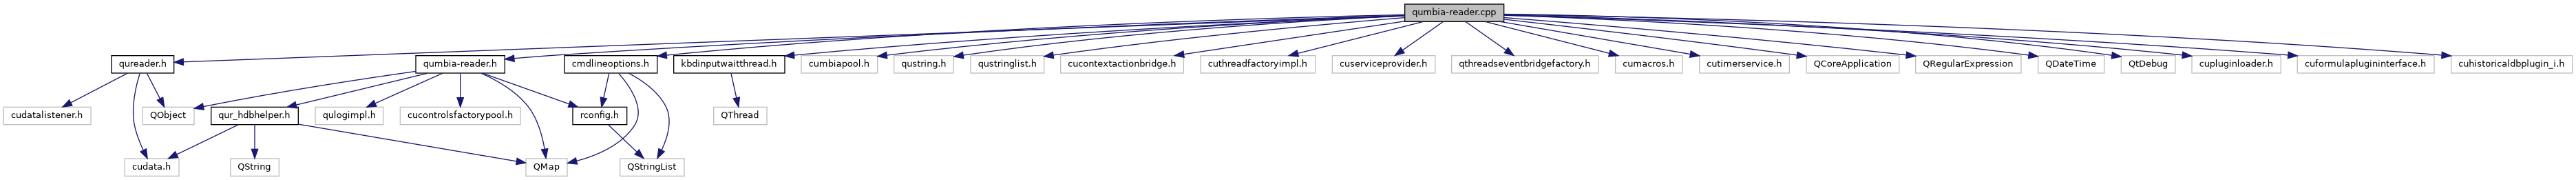 qumbia-reader.cpp
qureader.h
qumbia-reader.h
cmdlineoptions.h
kbdinputwaitthread.h
cumbiapool.h
qustring.h
qustringlist.h
cucontextactionbridge.h
cuthreadfactoryimpl.h
cuserviceprovider.h
qthreadseventbridgefactory.h
cumacros.h
cutimerservice.h
QCoreApplication
QRegularExpression
QDateTime
QtDebug
cupluginloader.h
cuformulaplugininterface.h
cuhistoricaldbplugin_i.h
cudatalistener.h
QObject
qur_hdbhelper.h
qulogimpl.h
cucontrolsfactorypool.h
rconfig.h
QThread
cudata.h
QString
QMap
QStringList